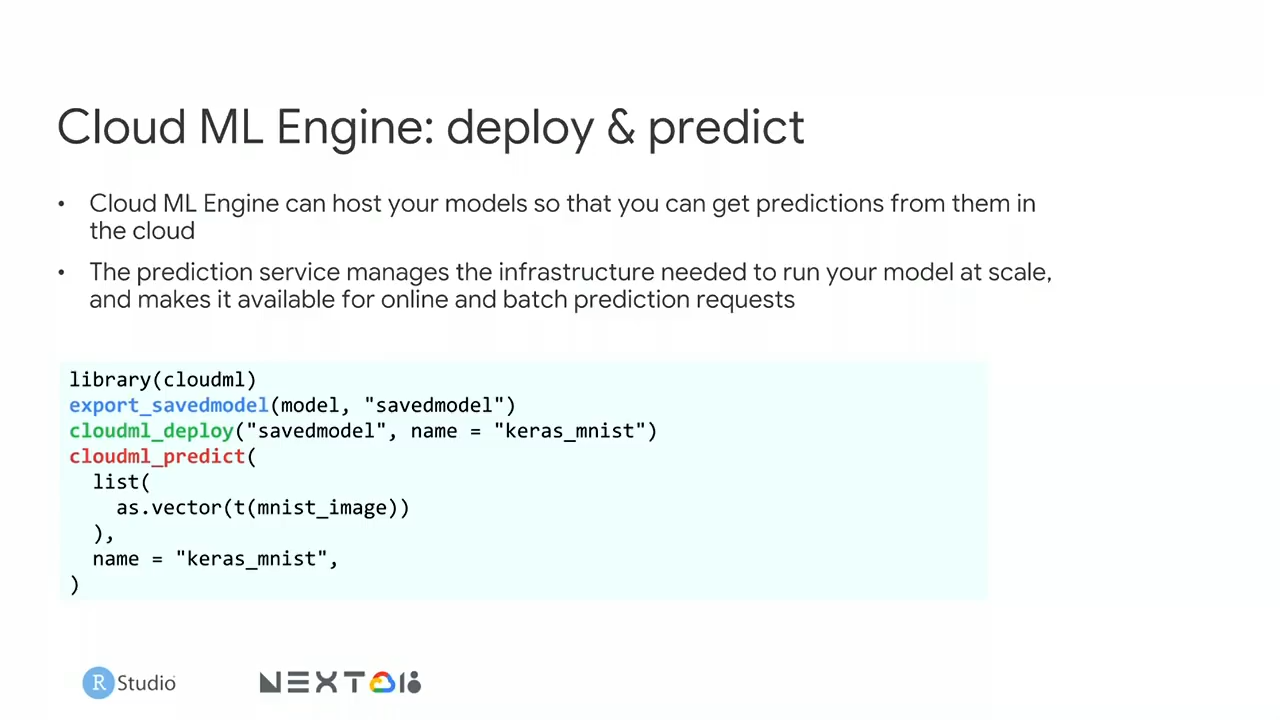 Cloud ML Engine: deploy & predict
• Cloud ML Engine can host your models so that you can get predictions from them in
the cloud
• The prediction service manages the infrastructure needed to run your model at scale,
and makes it available for online and batch prediction requests
library(cloudml)
export_savedmodel(model, "savedmodel")
cloudml_deploy("savedmodel", name = "keras_mnist")
cloudml_predict(
  list(
    as.vector(t(mnist_image))
  ),
  name = "keras_mnist",
)
R Studio NEXT 18